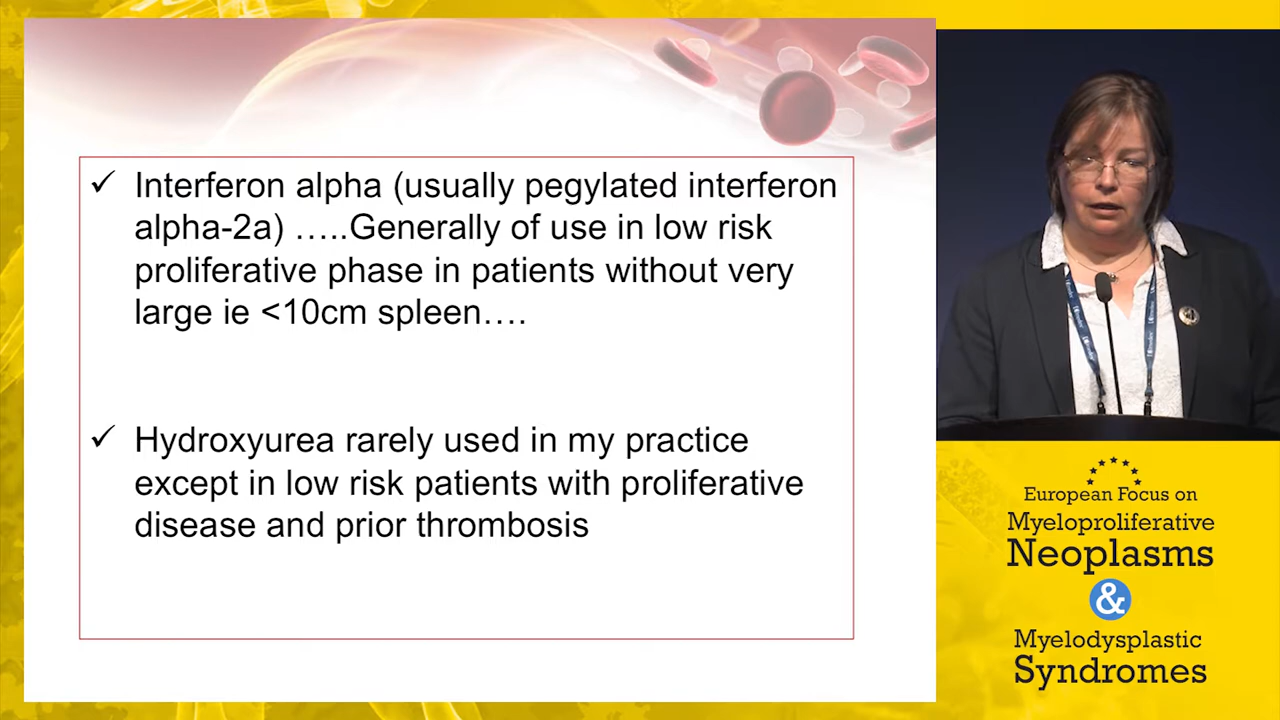 ✓ Interferon alpha (usually pegylated interferon
alpha-2a) …..Generally of use in low risk
proliferative phase in patients without very
large ie <10cm spleen….
✓ Hydroxyurea rarely used in my practice
except in low risk patients with proliferative
disease and prior thrombosis
European Focus on
Myeloproliferative
Neoplasms
&
Myelodysplastic
Syndromes